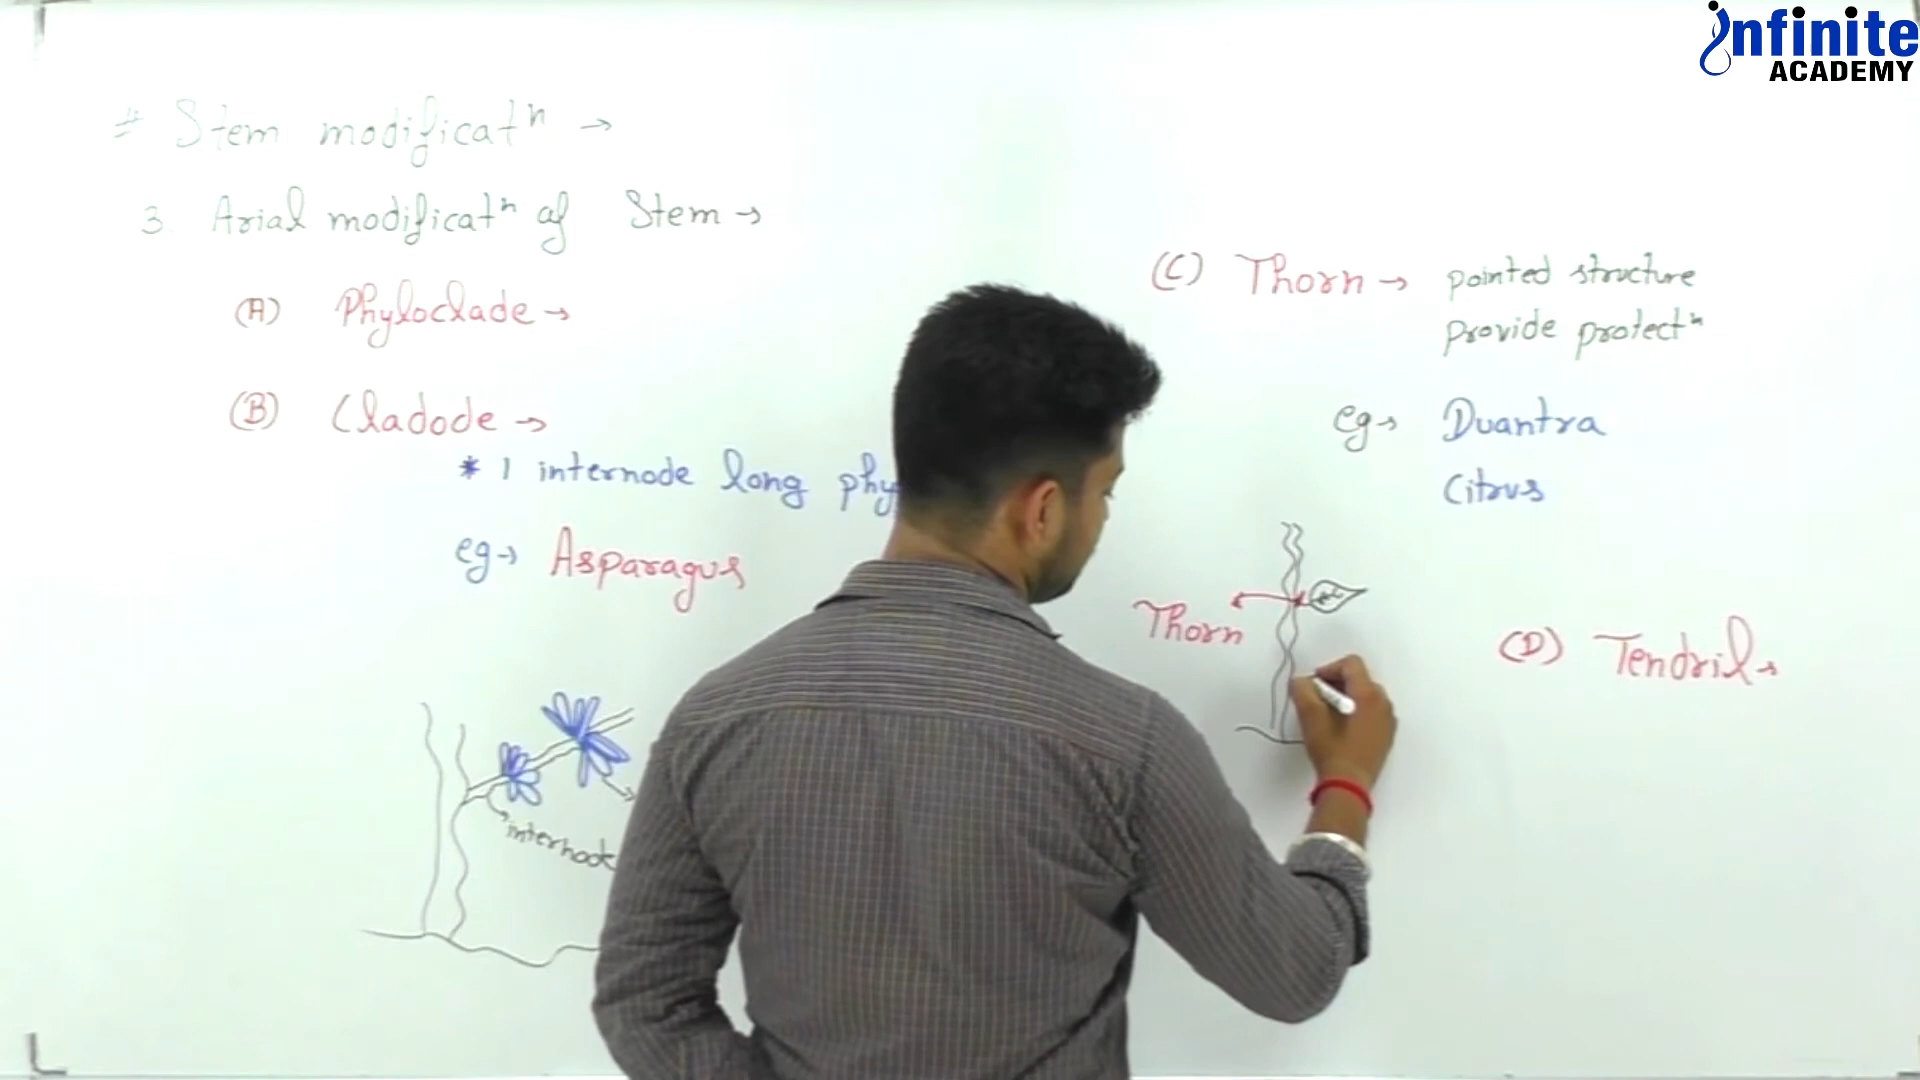 infinite
ACADEMY
# Stem modificatⁿ →
3. Arial modificatⁿ of Stem →
(A) Phyloclade →
(B) Cladode →
* 1 internode long
eg → Asparagus
internode
(C) Thorn → pointed structure
provide protectⁿ
eg → Duantra
Citrus
Thorn
(D) Tendril →